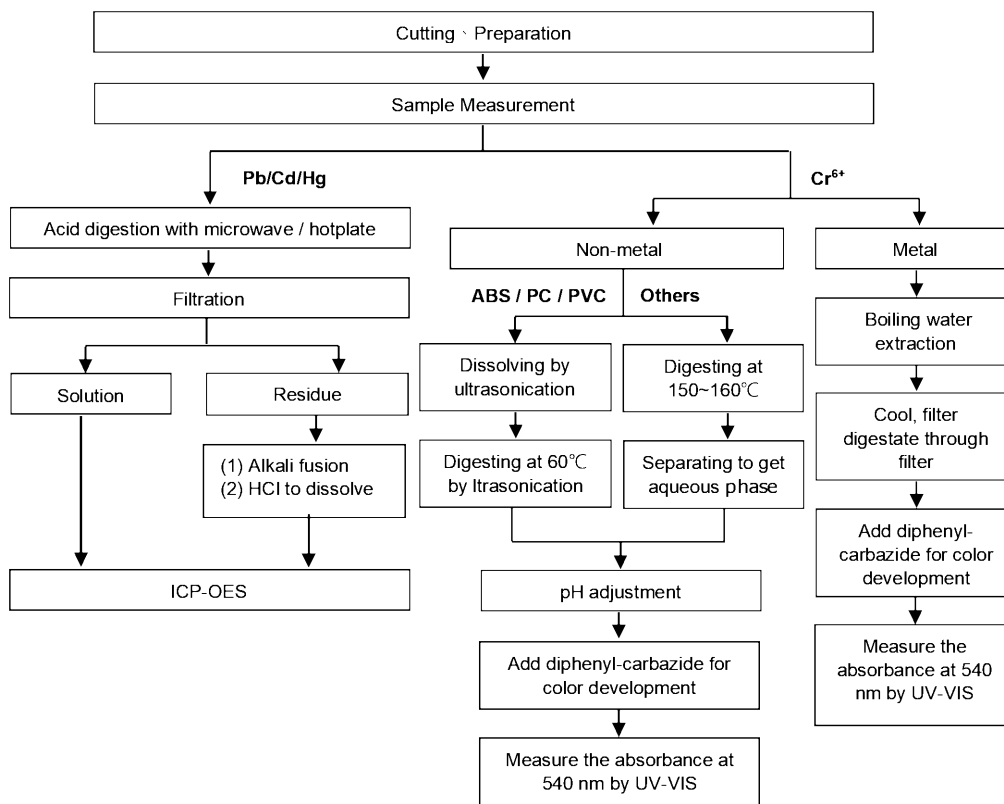 Cutting、Preparation
Sample Measurement
Pb/Cd/Hg
Cr⁶⁺
Acid digestion with microwave / hotplate
Filtration
Solution
Residue
(1) Alkali fusion
(2) HCl to dissolve
ICP-OES
Non-metal
ABS / PC / PVC
Others
Dissolving by
ultrasonication
Digesting at 60℃
by ltrasonication
Digesting at
150~160℃
Separating to get
aqueous phase
pH adjustment
Add diphenyl-carbazide for
color development
Measure the absorbance at
540 nm by UV-VIS
Metal
Boiling water
extraction
Cool, filter
digestate through
filter
Add diphenyl-
carbazide for color
development
Measure the
absorbance at 540
nm by UV-VIS